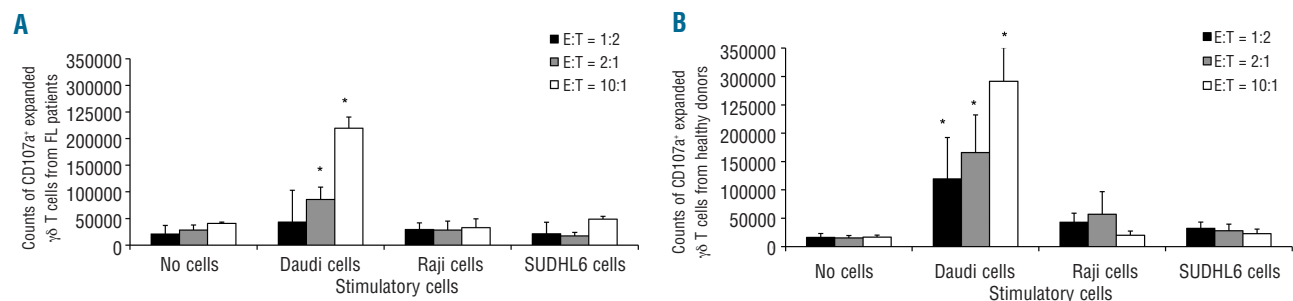 A
Counts of CD107a⁺ expanded
γδ T cells from FL patients
350000
300000
250000
125000
200000
150000
100000
50000
0
E:T = 1:2
E:T = 2:1
E:T = 10:1
*
*
No cells
Daudi cells
Raji cells
SUDHL6 cells
Stimulatory cells
B
Counts of CD107a⁺ expanded
γδ T cells from healthy donors
350000
300000
125000
200000
150000
100000
50000
0
E:T = 1:2
E:T = 2:1
E:T = 10:1
*
*
*
No cells
Daudi cells
Raji cells
SUDHL6 cells
Stimulatory cells